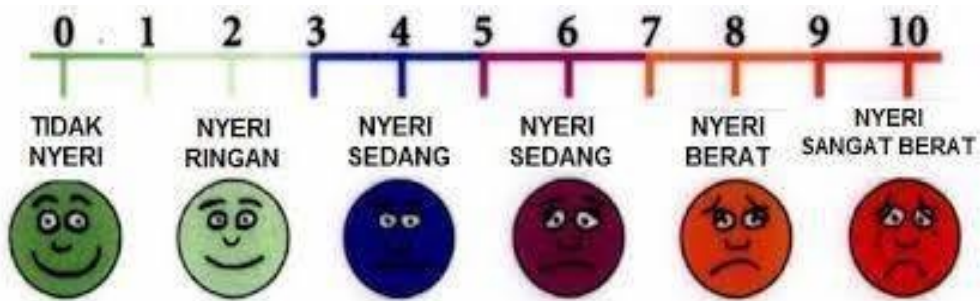 0 1 2 3 4 5 6 7 8 9 10
TIDAK
NYERI
NYERI
RINGAN
NYERI
SEDANG
NYERI
SEDANG
NYERI
BERAT
NYERI
SANGAT BERAT